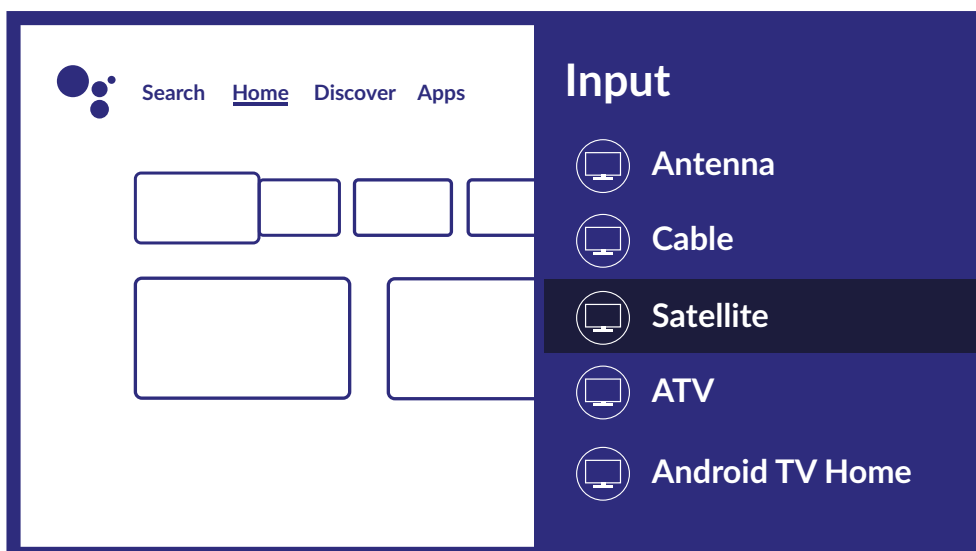 Search Home Discover Apps
Input
Antenna
Cable
Satellite
ATV
Android TV Home